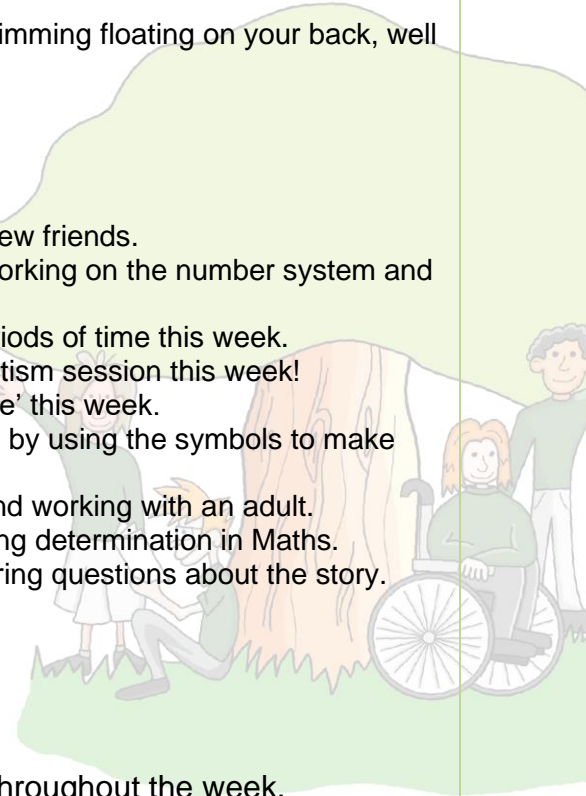 imming floating on your back, well
ew friends.
orking on the number system and
iods of time this week.
tism session this week!
e’ this week.
by using the symbols to make
nd working with an adult.
ng determination in Maths.
ring questions about the story.
hroughout the week.